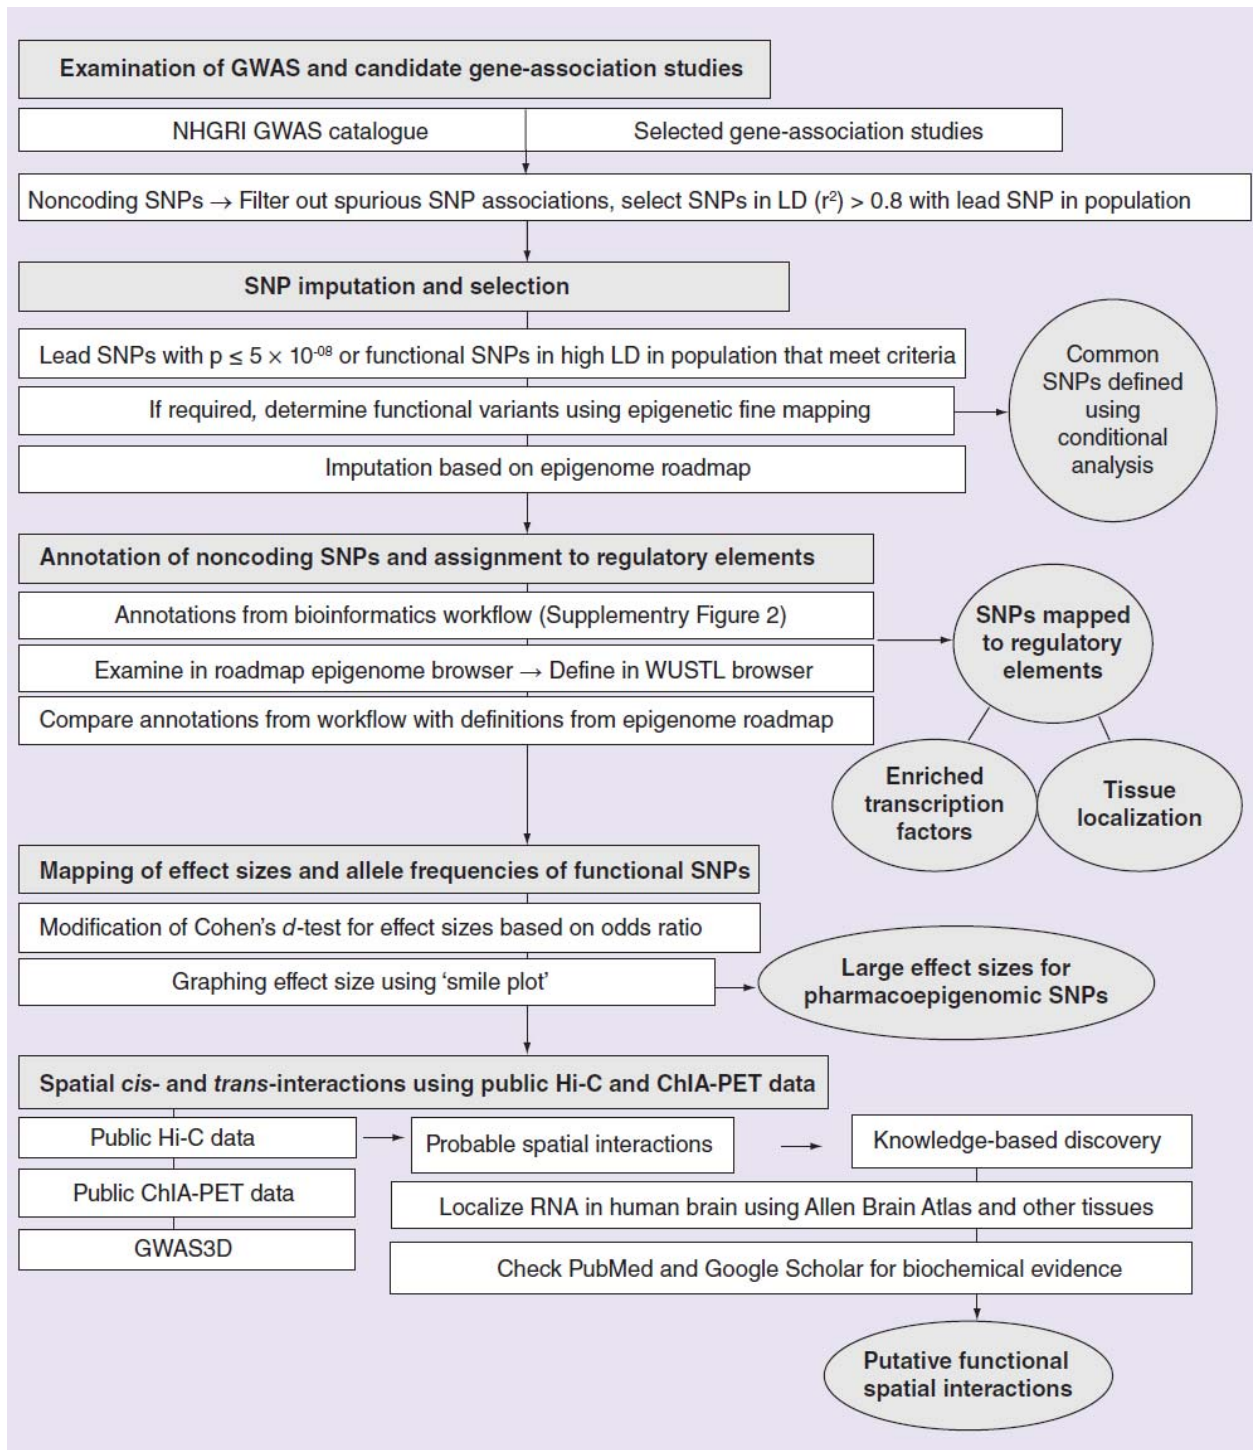 Examination of GWAS and candidate gene-association studies
NHGRI GWAS catalogue
Selected gene-association studies
Noncoding SNPs → Filter out spurious SNP associations, select SNPs in LD (r²) > 0.8 with lead SNP in population
SNP imputation and selection
Lead SNPs with p ≤ 5 × 10⁻⁰⁸ or functional SNPs in high LD in population that meet criteria
If required, determine functional variants using epigenetic fine mapping
Imputation based on epigenome roadmap
Common
SNPs defined
using
conditional
analysis
Annotation of noncoding SNPs and assignment to regulatory elements
Annotations from bioinformatics workflow (Supplementry Figure 2)
Examine in roadmap epigenome browser → Define in WUSTL browser
Compare annotations from workflow with definitions from epigenome roadmap
SNPs mapped
to regulatory
elements
Enriched
transcription
factors
Tissue
localization
Mapping of effect sizes and allele frequencies of functional SNPs
Modification of Cohen's d-test for effect sizes based on odds ratio
Graphing effect size using 'smile plot'
Large effect sizes for
pharmacoepigenomic SNPs
Spatial cis- and trans-interactions using public Hi-C and ChIA-PET data
Public Hi-C data
Probable spatial interactions
Knowledge-based discovery
Public ChIA-PET data
Localize RNA in human brain using Allen Brain Atlas and other tissues
GWAS3D
Check PubMed and Google Scholar for biochemical evidence
Putative functional
spatial interactions